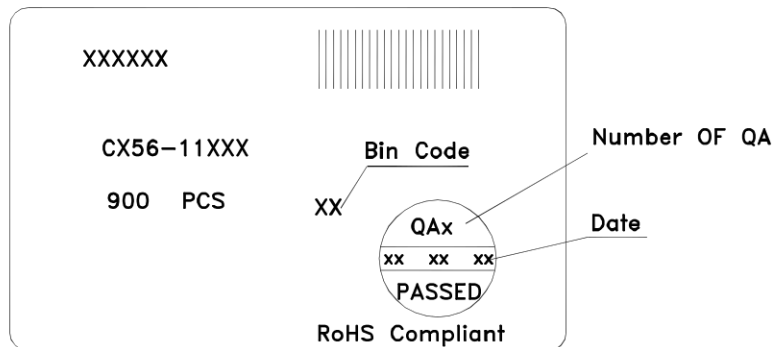 XXXXXX
CX56-11XXX
Bin Code
Number OF QA
900 PCS
XX
QAx
Date
xx xx xx
PASSED
RoHS Compliant